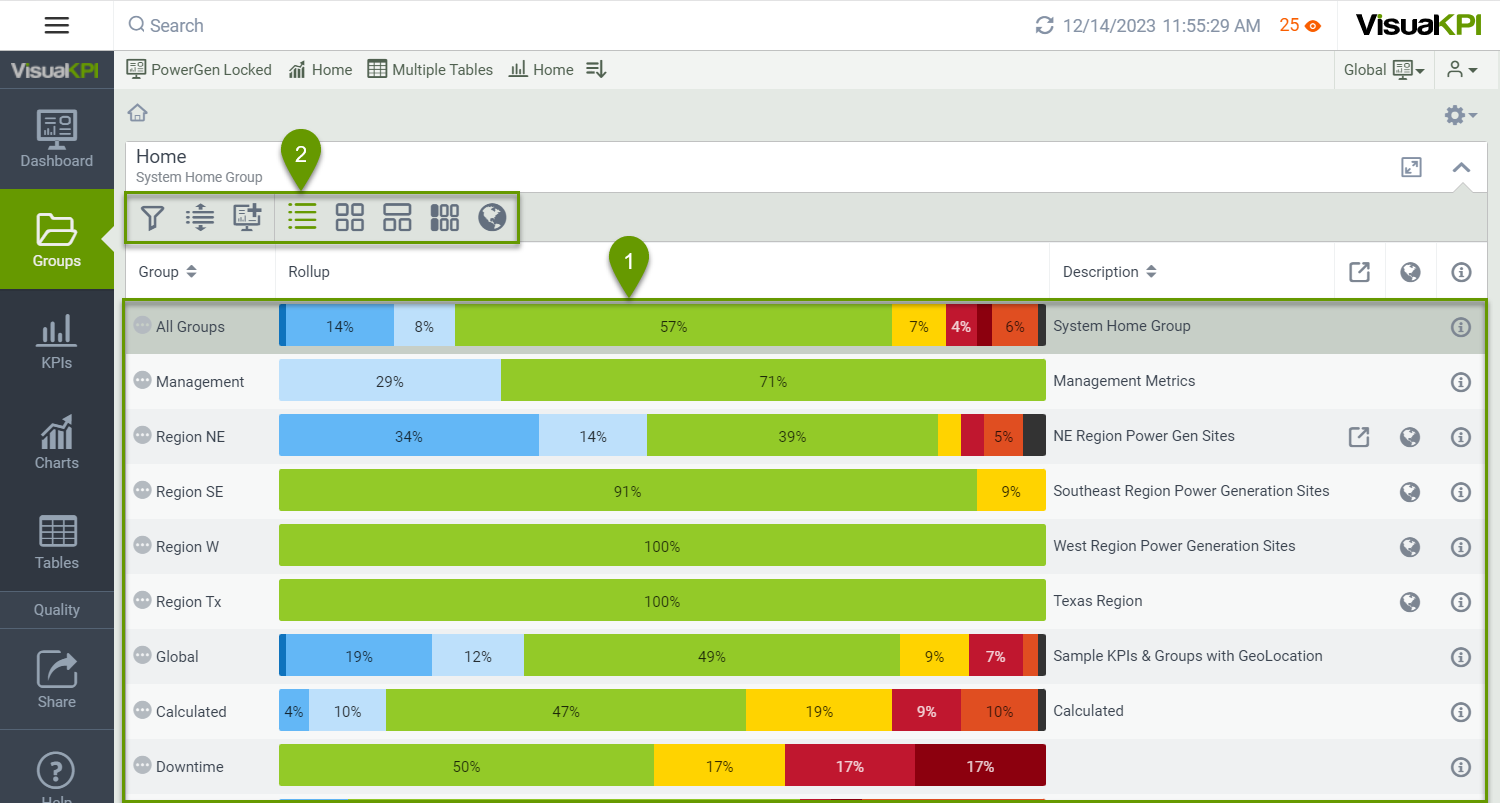 Search
12/14/2023 11:55:29 AM
25
VisualKPI
VisualKPI
PowerGen Locked
Home
Multiple Tables
Home
Global
Dashboard
Groups
KPIs
Charts
Tables
Quality
Share
Help
Home
System Home Group
2
1
Group
Rollup
Description
All Groups
14% 8% 57% 7% 4% 6%
System Home Group
Management
29% 71%
Management Metrics
Region NE
34% 14% 39% 5%
NE Region Power Gen Sites
Region SE
91% 9%
Southeast Region Power Generation Sites
Region W
100%
West Region Power Generation Sites
Region Tx
100%
Texas Region
Global
19% 12% 49% 9% 7%
Sample KPIs & Groups with GeoLocation
Calculated
4% 10% 47% 19% 9% 10%
Calculated
Downtime
50% 17% 17% 17%